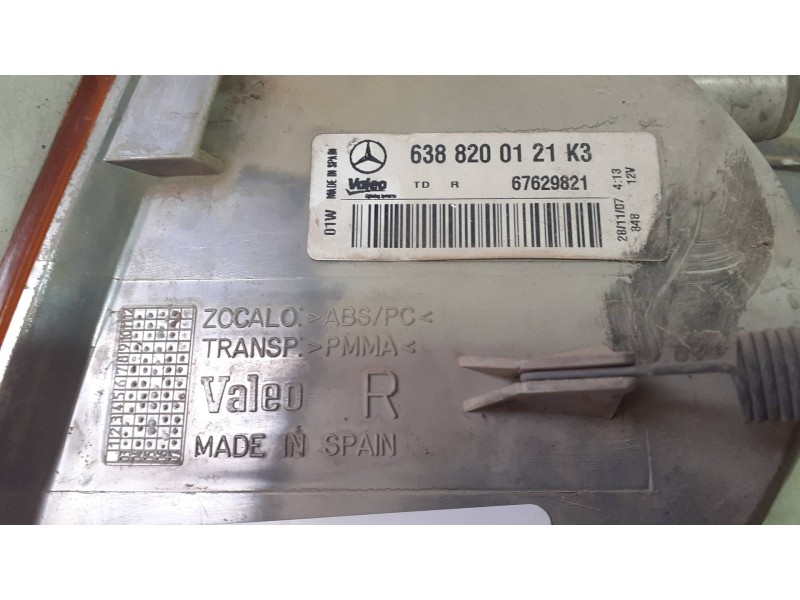 638 820 01 21 K3
Valeo TD R 67629821
01W MADE IN SPAIN
28/11/07 4:13
348 12V
ZOCALO: >ABS/PC<
TRANSP.: >PMMA<
Valeo R
MADE IN SPAIN